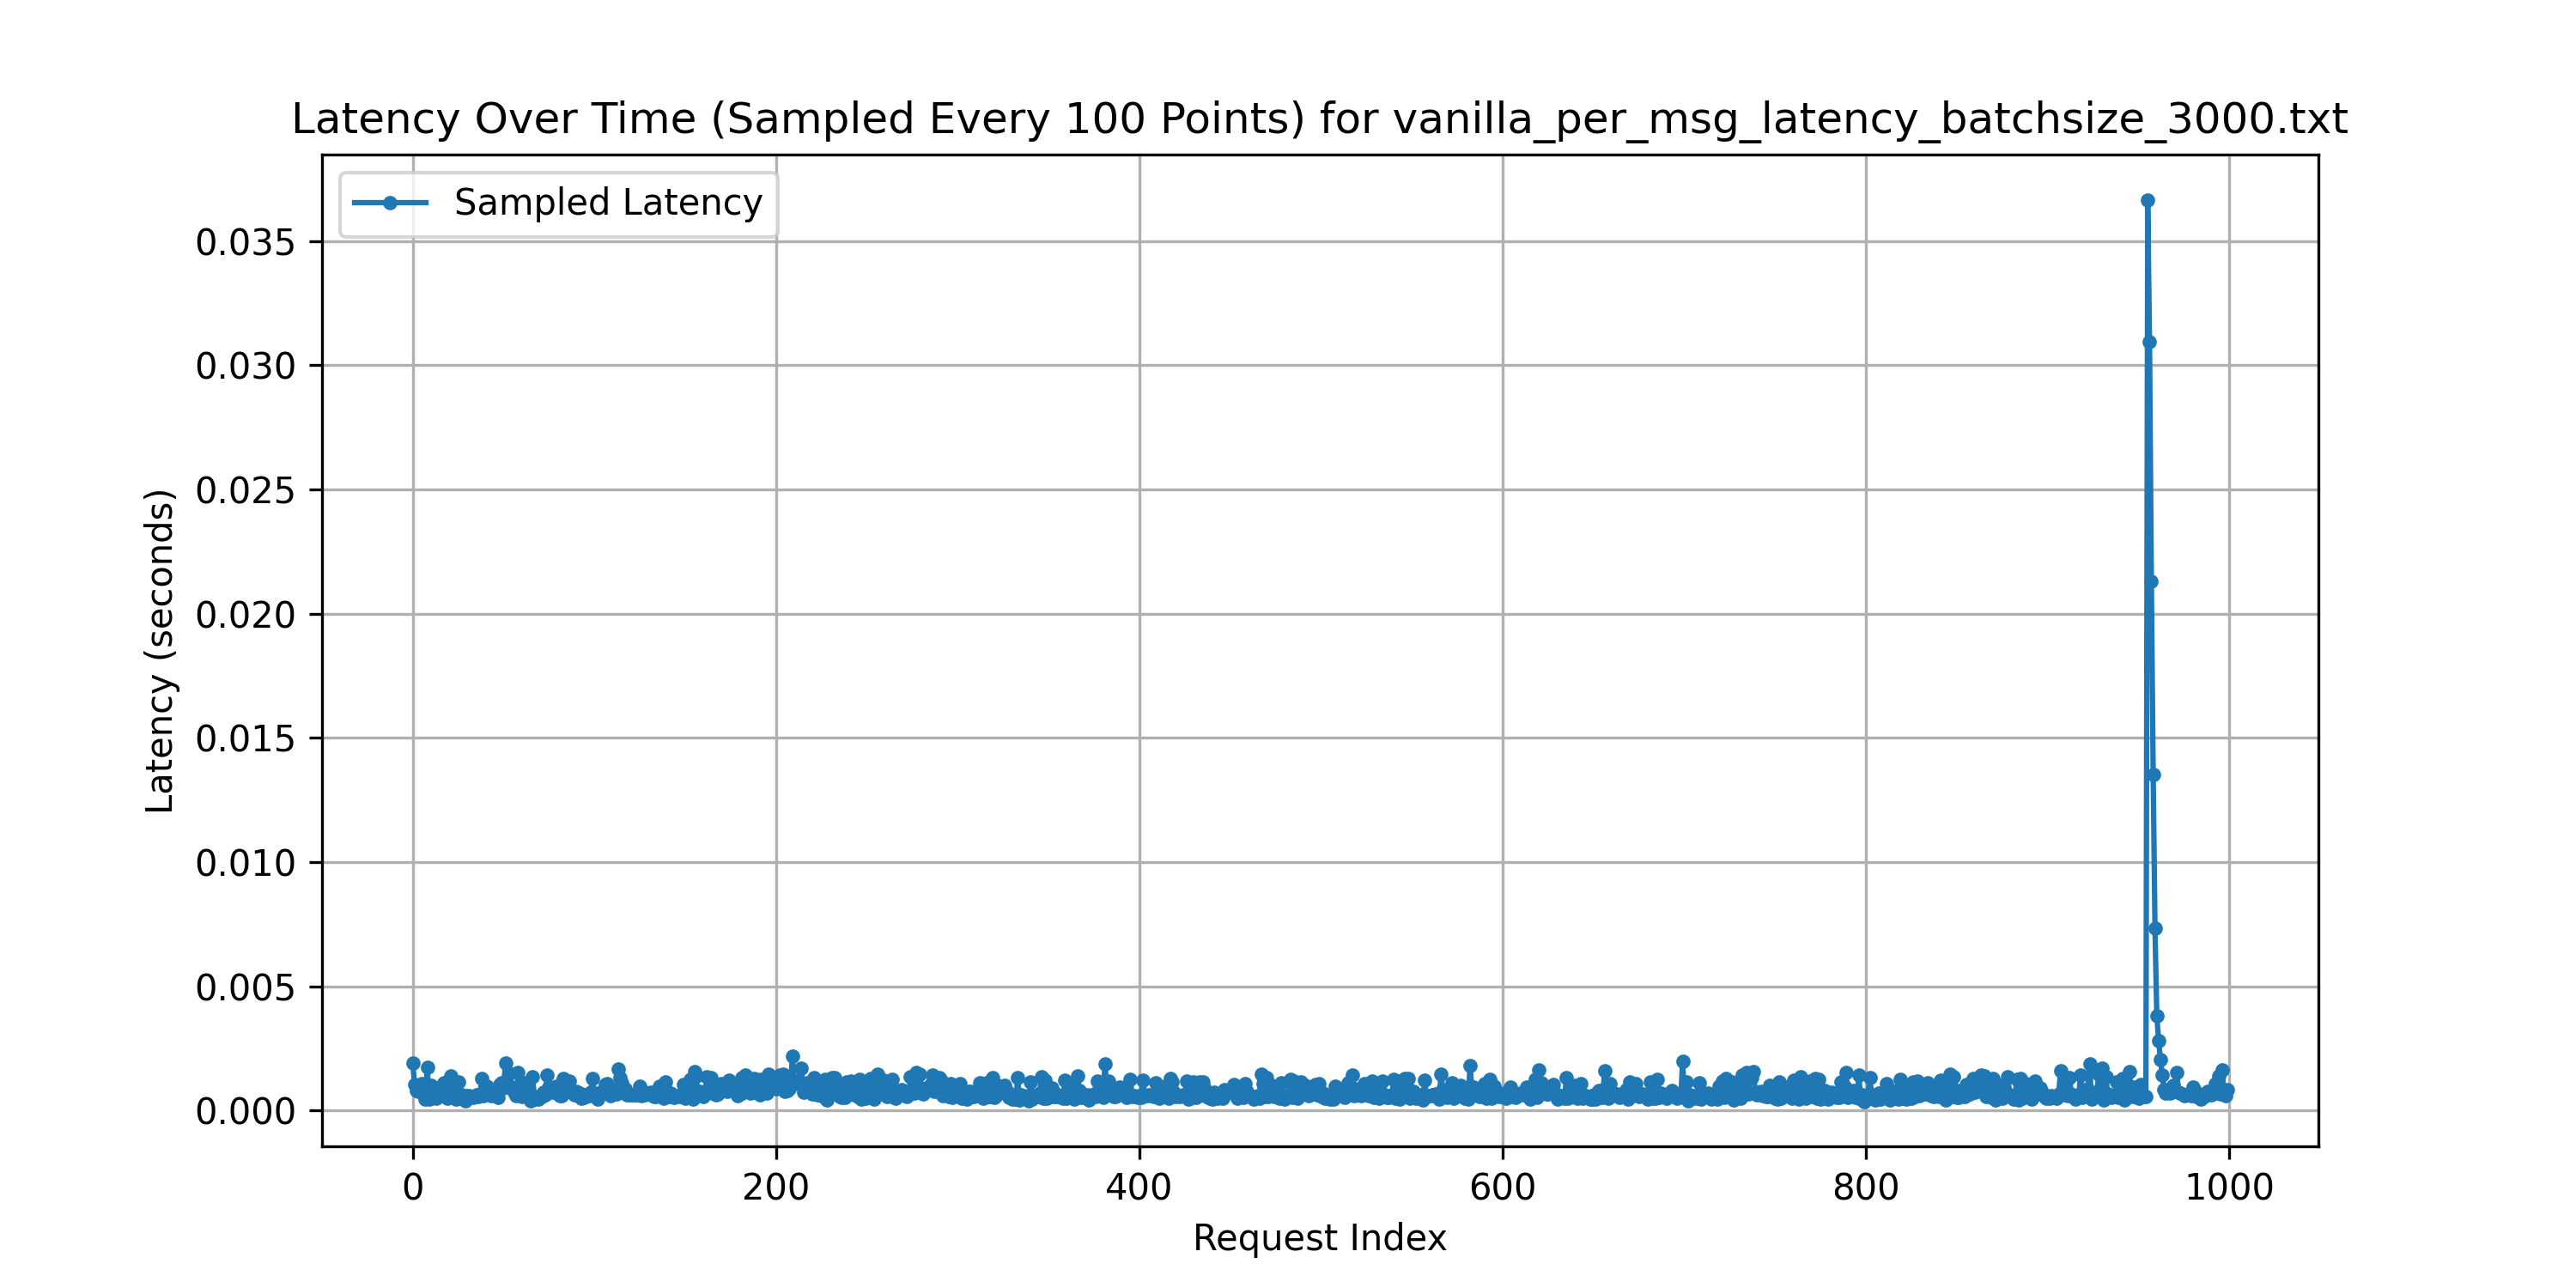 Latency Over Time (Sampled Every 100 Points) for vanilla_per_msg_latency_batchsize_3000.txt
Sampled Latency
0.035
0.030
0.025
0.020
0.015
0.010
0.005
0.000
Latency (seconds)
0 200 400 600 800 1000
Request Index